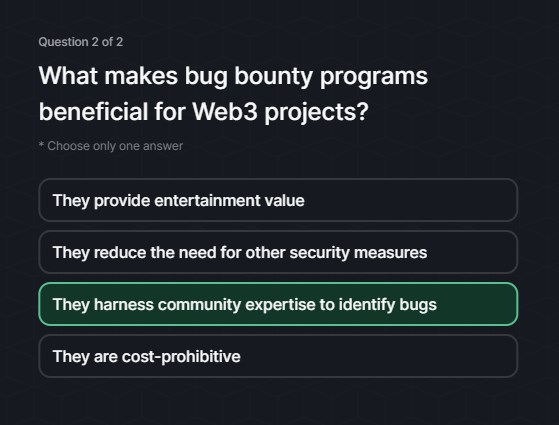 Question 2 of 2
What makes bug bounty programs
beneficial for Web3 projects?
* Choose only one answer
They provide entertainment value
They reduce the need for other security measures
They harness community expertise to identify bugs
They are cost-prohibitive